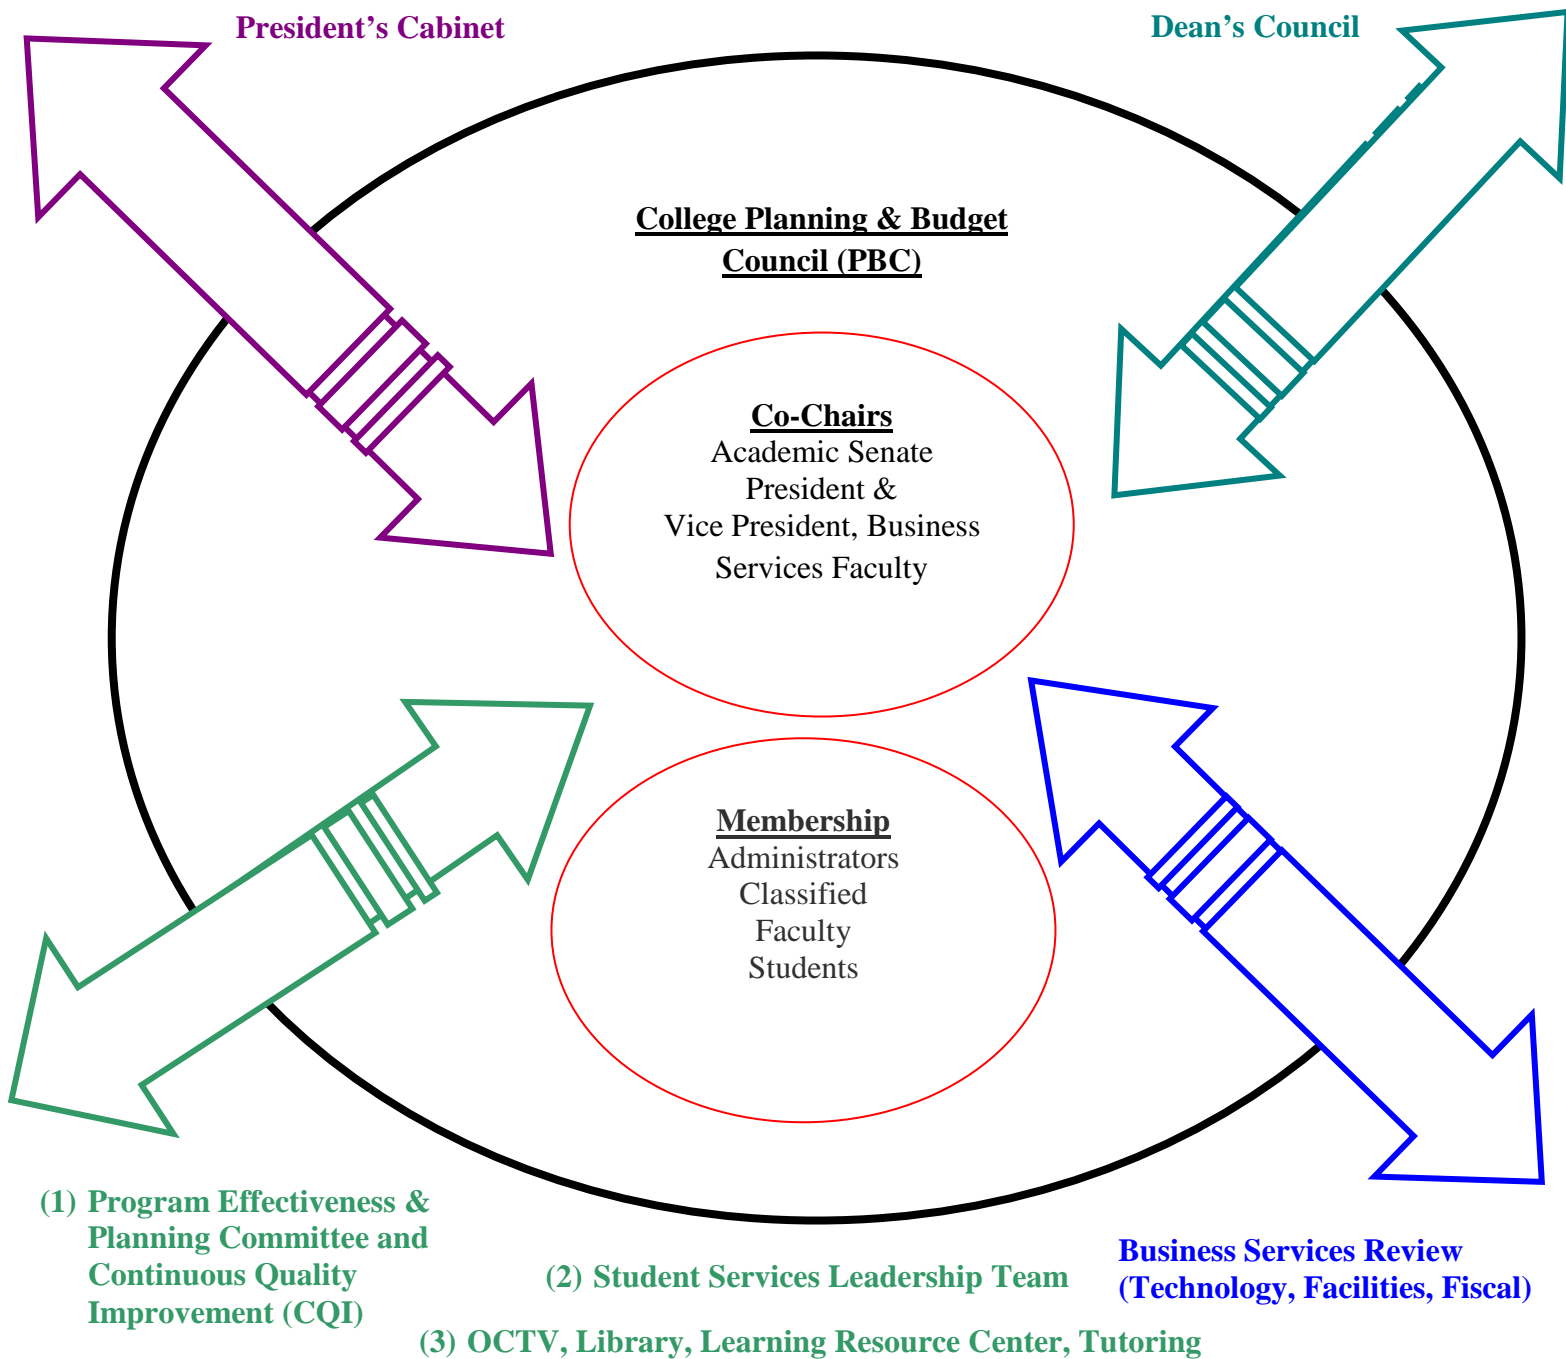 President's Cabinet
Dean's Council
College Planning & Budget
Council (PBC)
Co-Chairs
Academic Senate
President &
Vice President, Business
Services Faculty
Membership
Administrators
Classified
Faculty
Students
(1) Program Effectiveness &
Planning Committee and
Continuous Quality
Improvement (CQI)
(2) Student Services Leadership Team
Business Services Review
(Technology, Facilities, Fiscal)
(3) OCTV, Library, Learning Resource Center, Tutoring